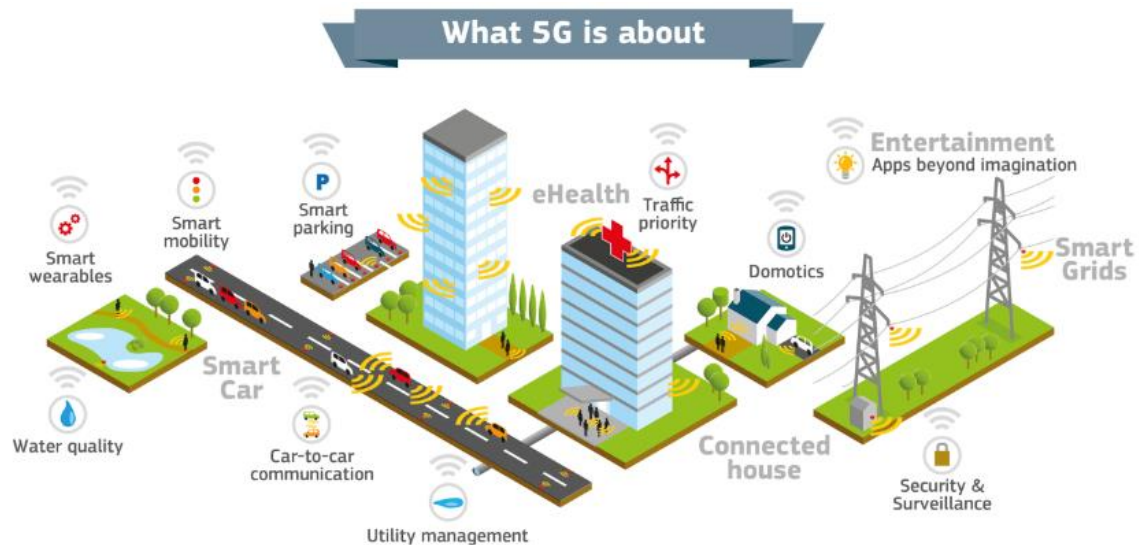 What 5G is about
Entertainment
Apps beyond imagination
eHealth
Traffic
priority
P
Smart
parking
Smart
mobility
Smart
wearables
Domotics
Smart
Grids
Smart
Car
Water quality
Car-to-car
communication
Connected
house
Security &
Surveillance
Utility management